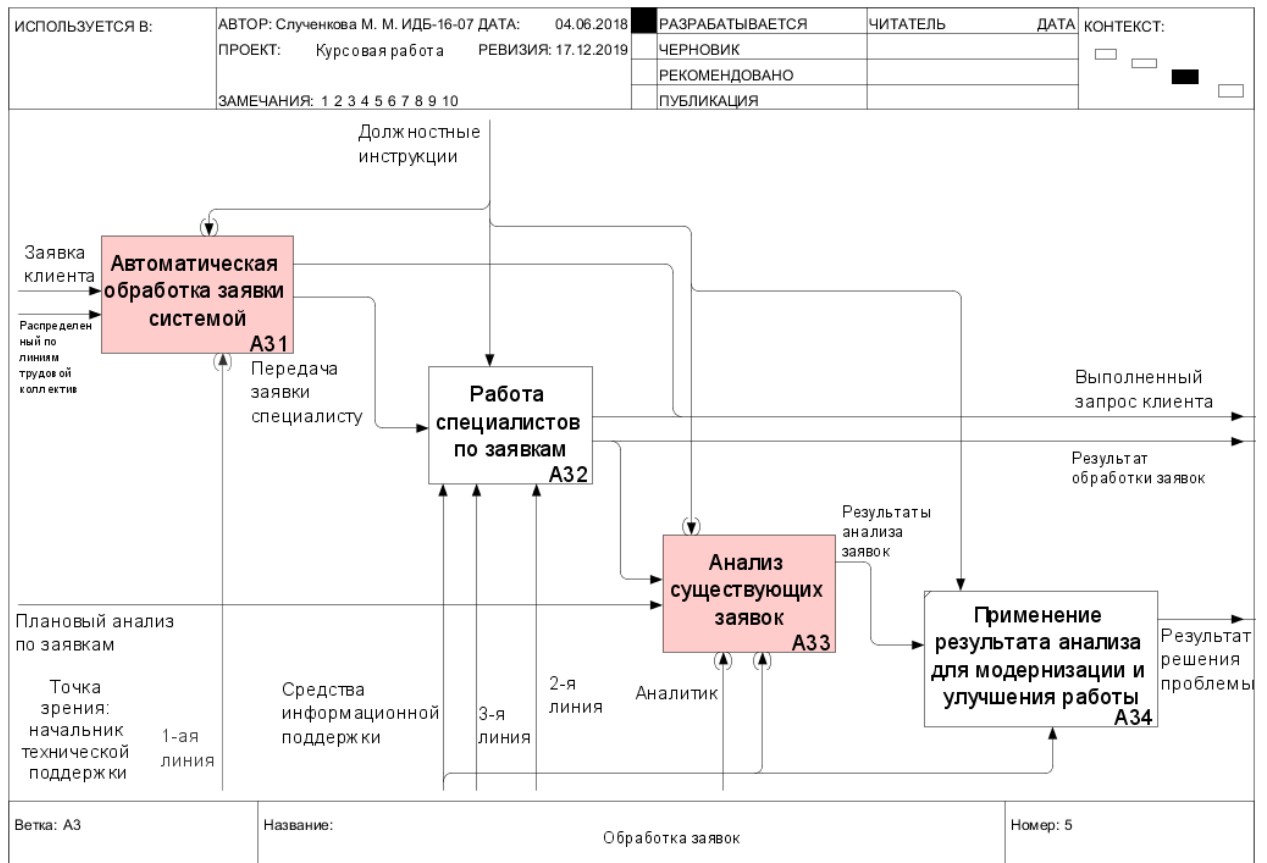 ИСПОЛЬЗУЕТСЯ В:
АВТОР: Слученкова М. М. ИДБ-16-07 ДАТА: 04.06.2018
ПРОЕКТ: Курсовая работа РЕВИЗИЯ: 17.12.2019
ЗАМЕЧАНИЯ: 1 2 3 4 5 6 7 8 9 10
РАЗРАБАТЫВАЕТСЯ
ЧЕРНОВИК
РЕКОМЕНДОВАНО
ПУБЛИКАЦИЯ
ЧИТАТЕЛЬ ДАТА
КОНТЕКСТ:
Должностные
инструкции
Заявка
клиента
Распределен
ный по
линиям
трудовой
коллектив
Автоматическая
обработка заявки
системой
А31
Передача
заявки
специалисту
Работа
специалистов
по заявкам
А32
Выполненный
запрос клиента
Результат
обработки заявок
Результаты
анализа
заявок
Анализ
существующих
заявок
А33
Применение
результата анализа
для модернизации и
улучшения работы
А34
Результат
решения
проблемы
Плановый анализ
по заявкам
Точка
зрения:
начальник
технической
поддержки
1-ая
линия
Средства
информационной
поддержки
3-я
линия
2-я
линия
Аналитик
Ветка: А3
Название:
Обработка заявок
Номер: 5